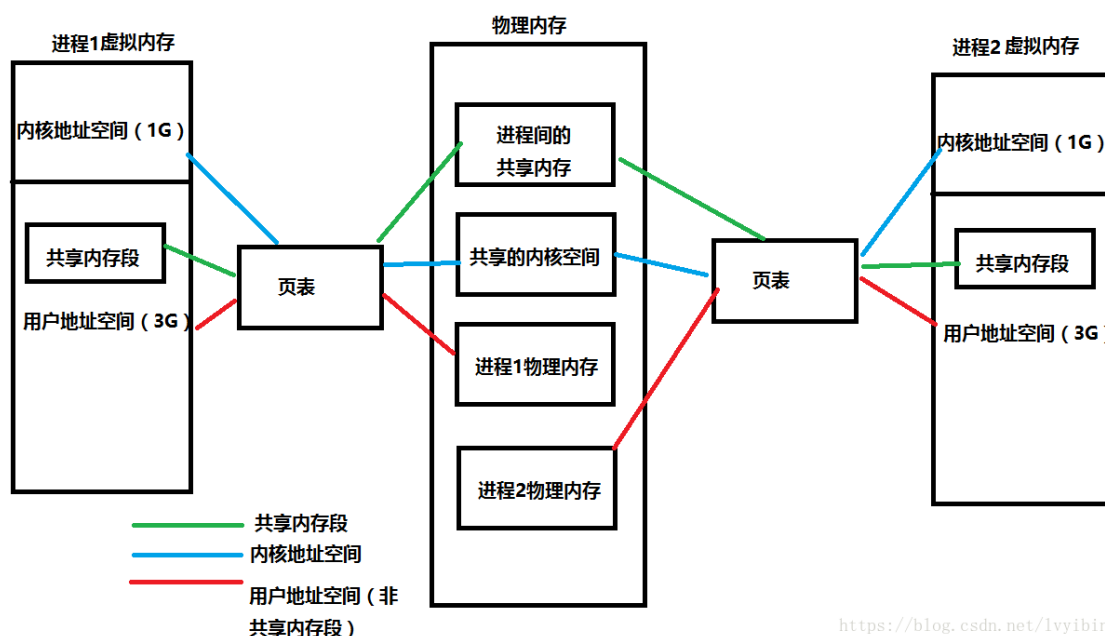 进程1虚拟内存
内核地址空间（1G）
共享内存段
用户地址空间（3G）
页表
物理内存
进程间的
共享内存
共享的内核空间
进程1物理内存
进程2物理内存
页表
进程2 虚拟内存
内核地址空间（1G）
共享内存段
用户地址空间（3G）
共享内存段
内核地址空间
用户地址空间（非
共享内存段）
https://blog.csdn.net/lvyibin